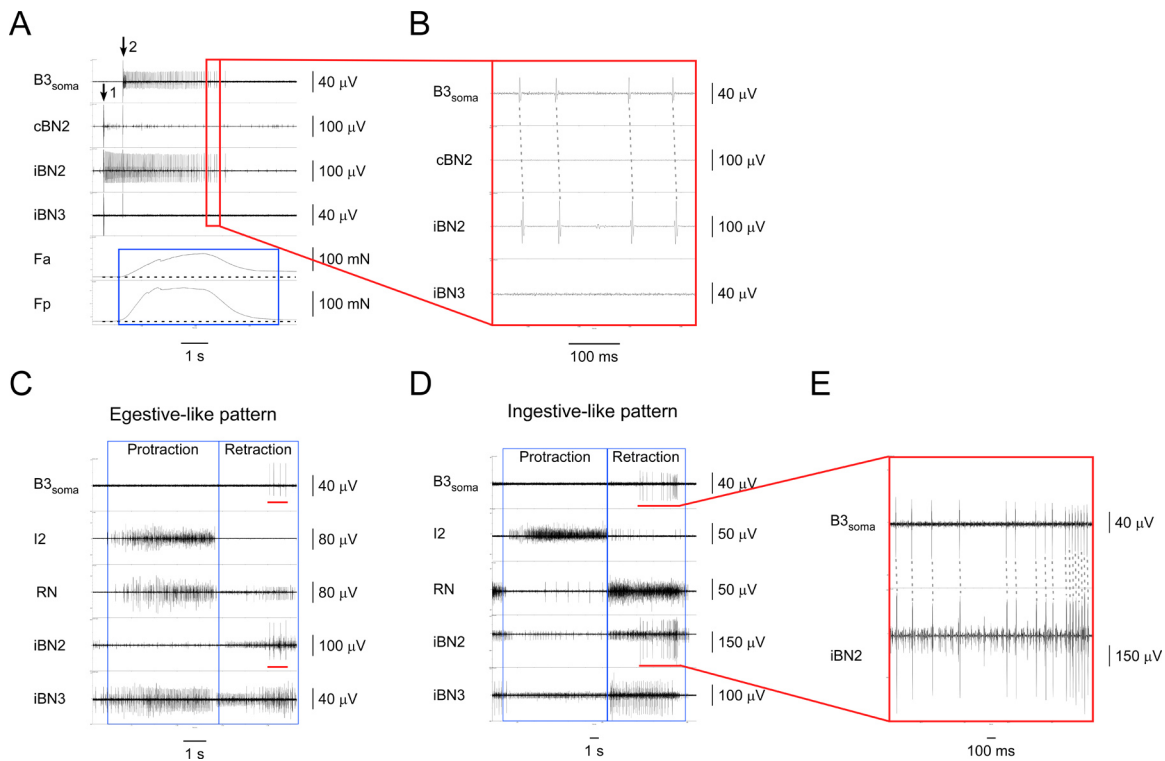 A
B
1
2
B3soma
40 μV
cBN2
100 μV
iBN2
100 μV
iBN3
40 μV
Fa
100 mN
Fp
100 mN
1 s
B3soma
40 μV
cBN2
100 μV
iBN2
100 μV
iBN3
40 μV
100 ms
C
D
E
Egestive-like pattern
Protraction
Retraction
B3soma
40 μV
I2
80 μV
RN
80 μV
iBN2
100 μV
iBN3
40 μV
1 s
Ingestive-like pattern
Protraction
Retraction
B3soma
40 μV
I2
50 μV
RN
50 μV
iBN2
150 μV
iBN3
100 μV
1 s
B3soma
40 μV
iBN2
150 μV
100 ms